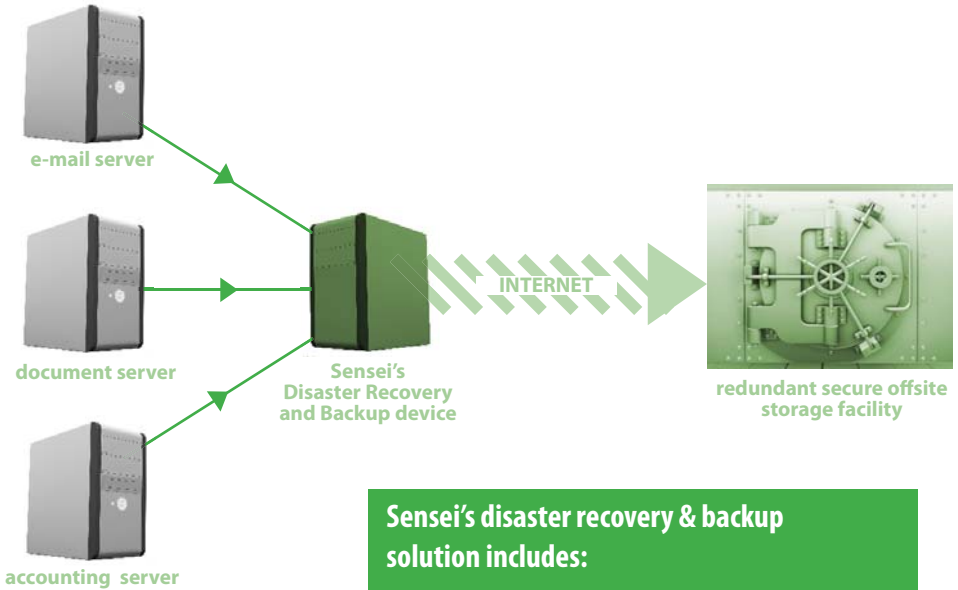 e-mail server
INTERNET
document server
Sensei’s
Disaster Recovery
and Backup device
redundant secure offsite
storage facility
accounting server
Sensei’s disaster recovery & backup
solution includes: